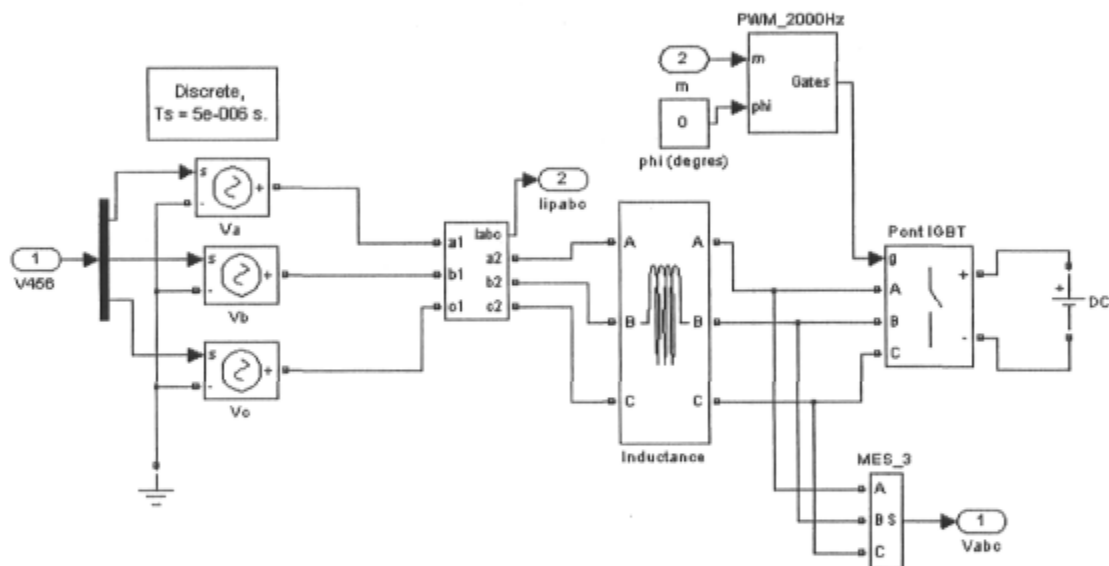 PWM_2000Hz
2
m
m
Gates
phi
0
phi (degres)
Discrete,
Ts = 5e-006 s.
s
-
+
Va
1
V456
s
-
+
Vb
s
-
+
Vc
2
Iipabc
Iabc
a1
a2
b1
b2
c1
c2
A
A
B
B
C
C
Inductance
Pont IGBT
g
+
A
B
-
C
+
DC
MES_3
A
B
S
C
1
Vabc